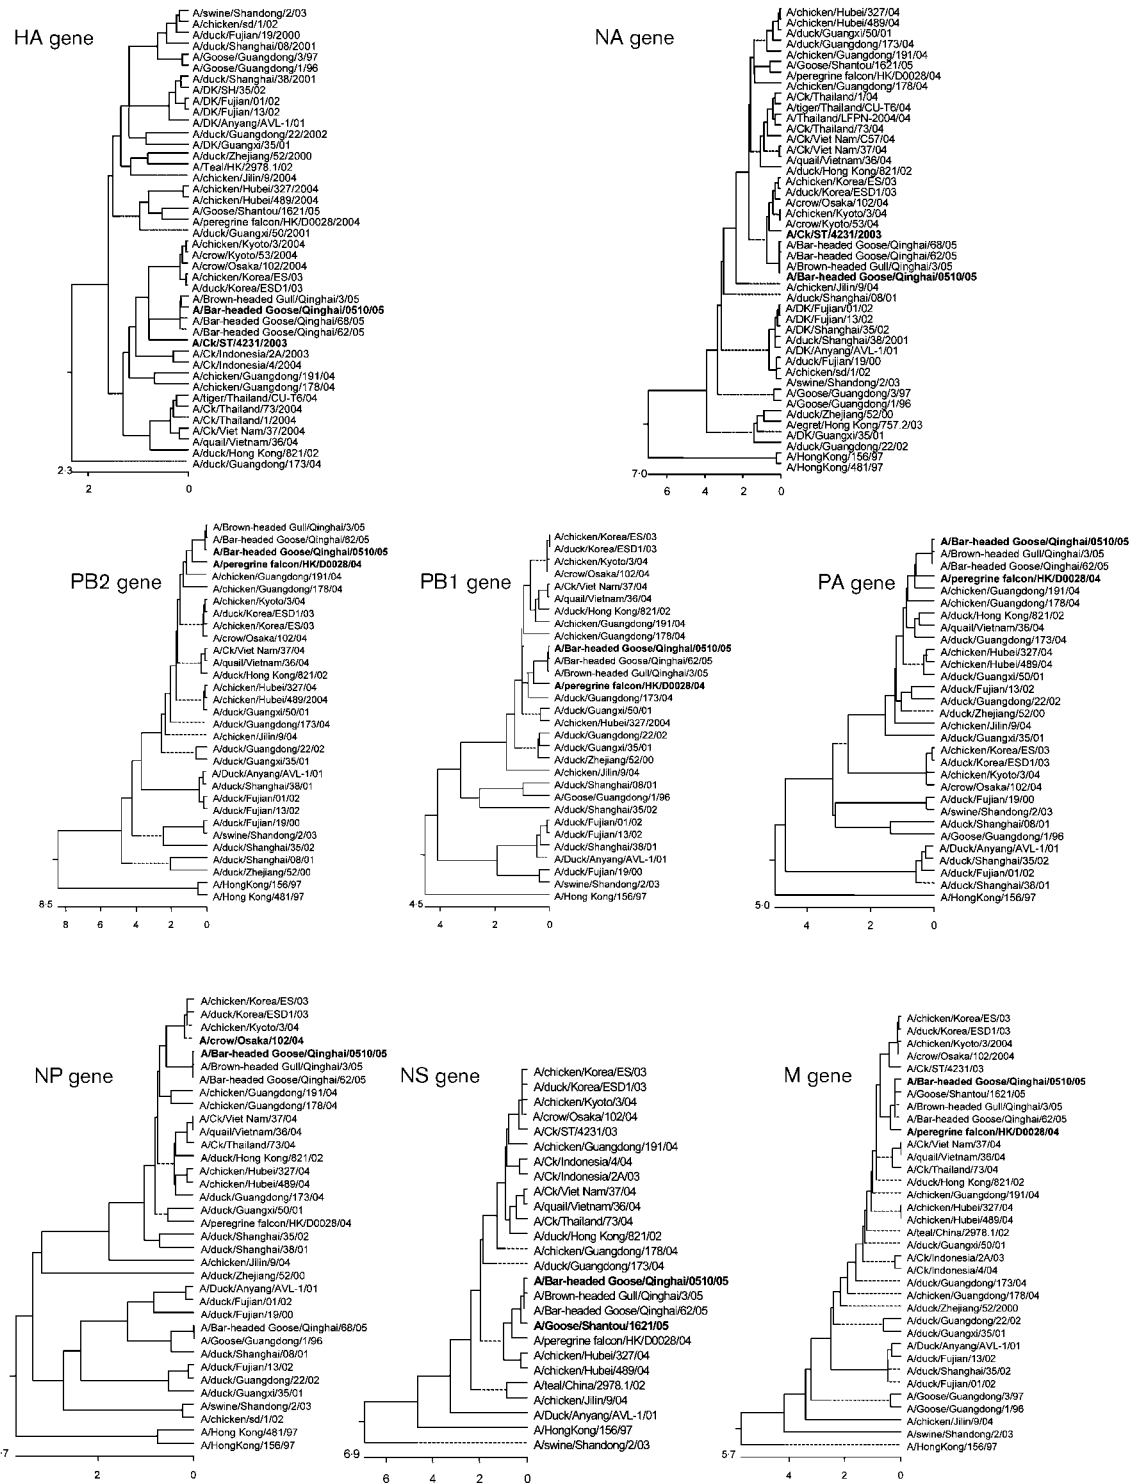 HA gene
A/swine/Shandong/2/03
A/chicken/sd/1/02
A/duck/Fujian/19/2000
A/duck/Shanghai/08/2001
A/Goose/Guangdong/3/97
A/Goose/Guangdong/1/96
A/duck/Shanghai/38/2001
A/DK/SH/35/02
A/DK/Fujian/01/02
A/DK/Fujian/13/02
A/DK/Anyang/AVL-1/01
A/duck/Guangdong/22/2002
A/DK/Guangxi/35/01
A/duck/Zhejiang/52/2000
A/Teal/HK/2978.1/02
A/chicken/Jilin/9/2004
A/chicken/Hubei/327/2004
A/chicken/Hubei/489/2004
A/Goose/Shantou/1621/05
A/peregrine falcon/HK/D0028/2004
A/duck/Guangxi/50/2001
A/chicken/Kyoto/3/2004
A/crow/Kyoto/53/2004
A/crow/Osaka/102/2004
A/chicken/Korea/ES/03
A/duck/Korea/ESD1/03
A/Brown-headed Gull/Qinghai/3/05
A/Bar-headed Goose/Qinghai/0510/05
A/Bar-headed Goose/Qinghai/68/05
A/Bar-headed Goose/Qinghai/62/05
A/Ck/ST/4231/2003
A/Ck/Indonesia/2A/2003
A/Ck/Indonesia/4/2004
A/chicken/Guangdong/191/04
A/chicken/Guangdong/178/04
A/tiger/Thailand/CU-T6/04
A/Ck/Thailand/73/2004
A/Ck/Thailand/1/2004
A/Ck/Viet Nam/37/2004
A/quail/Vietnam/36/04
A/duck/Hong Kong/821/02
A/duck/Guangdong/173/04
2·3
2 0
NA gene
A/chicken/Hubei/327/04
A/chicken/Hubei/489/04
A/duck/Guangxi/50/01
A/duck/Guangdong/173/04
A/chicken/Guangdong/191/04
A/Goose/Shantou/1621/05
A/peregrine falcon/HK/D0028/04
A/chicken/Guangdong/178/04
A/Ck/Thailand/1/04
A/tiger/Thailand/CU-T6/04
A/Thailand/LFPN-2004/04
A/Ck/Thailand/73/04
A/Ck/Viet Nam/C57/04
A/Ck/Viet Nam/37/04
A/quail/Vietnam/36/04
A/duck/Hong Kong/821/02
A/chicken/Korea/ES/03
A/duck/Korea/ESD1/03
A/crow/Osaka/102/04
A/chicken/Kyoto/3/04
A/crow/Kyoto/53/04
A/Ck/ST/4231/2003
A/Bar-headed Goose/Qinghai/68/05
A/Bar-headed Goose/Qinghai/62/05
A/Brown-headed Gull/Qinghai/3/05
A/Bar-headed Goose/Qinghai/0510/05
A/chicken/Jilin/9/04
A/duck/Shanghai/08/01
A/DK/Fujian/01/02
A/DK/Fujian/13/02
A/DK/Shanghai/35/02
A/duck/Shanghai/38/2001
A/DK/Anyang/AVL-1/01
A/duck/Fujian/19/00
A/chicken/sd/1/02
A/swine/Shandong/2/03
A/Goose/Guangdong/3/97
A/Goose/Guangdong/1/96
A/duck/Zhejiang/52/00
A/egret/Hong Kong/757.2/03
A/DK/Guangxi/35/01
A/duck/Guangdong/22/02
A/HongKong/156/97
A/HongKong/481/97
7·0
6 4 2 0
PB2 gene
A/Brown-headed Gull/Qinghai/3/05
A/Bar-headed Goose/Qinghai/62/05
A/Bar-headed Goose/Qinghai/0510/05
A/peregrine falcon/HK/D0028/04
A/chicken/Guangdong/191/04
A/chicken/Guangdong/178/04
A/chicken/Kyoto/3/04
A/duck/Korea/ESD1/03
A/chicken/Korea/ES/03
A/crow/Osaka/102/04
A/Ck/Viet Nam/37/04
A/quail/Vietnam/36/04
A/duck/Hong Kong/821/02
A/chicken/Hubei/327/04
A/chicken/Hubei/489/2004
A/duck/Guangxi/50/01
A/duck/Guangdong/173/04
A/chicken/Jilin/9/04
A/duck/Guangdong/22/02
A/duck/Guangxi/35/01
A/Duck/Anyang/AVL-1/01
A/duck/Shanghai/38/01
A/duck/Fujian/01/02
A/duck/Fujian/13/02
A/duck/Fujian/19/00
A/swine/Shandong/2/03
A/duck/Shanghai/35/02
A/duck/Shanghai/08/01
A/duck/Zhejiang/52/00
A/HongKong/156/97
A/Hong Kong/481/97
8·5
8 6 4 2 0
PB1 gene
A/chicken/Korea/ES/03
A/duck/Korea/ESD1/03
A/chicken/Kyoto/3/04
A/crow/Osaka/102/04
A/Ck/Viet Nam/37/04
A/quail/Vietnam/36/04
A/duck/Hong Kong/821/02
A/chicken/Guangdong/191/04
A/chicken/Guangdong/178/04
A/Bar-headed Goose/Qinghai/0510/05
A/Bar-headed Goose/Qinghai/62/05
A/Brown-headed Gull/Qinghai/3/05
A/peregrine falcon/HK/D0028/04
A/duck/Guangdong/173/04
A/duck/Guangxi/50/01
A/chicken/Hubei/327/2004
A/duck/Guangdong/22/02
A/duck/Guangxi/35/01
A/duck/Zhejiang/52/00
A/chicken/Jilin/9/04
A/duck/Shanghai/08/01
A/Goose/Guangdong/1/96
A/duck/Shanghai/35/02
A/duck/Fujian/01/02
A/duck/Fujian/13/02
A/duck/Shanghai/38/01
A/Duck/Anyang/AVL-1/01
A/duck/Fujian/19/00
A/swine/Shandong/2/03
A/Hong Kong/156/97
4·5
4 2 0
PA gene
A/Bar-headed Goose/Qinghai/0510/05
A/Brown-headed Gull/Qinghai/3/05
A/Bar-headed Goose/Qinghai/62/05
A/peregrine falcon/HK/D0028/04
A/chicken/Guangdong/191/04
A/chicken/Guangdong/178/04
A/duck/Hong Kong/821/02
A/quail/Vietnam/36/04
A/duck/Guangdong/173/04
A/chicken/Hubei/327/04
A/chicken/Hubei/489/04
A/duck/Guangxi/50/01
A/duck/Fujian/13/02
A/duck/Guangdong/22/02
A/duck/Zhejiang/52/00
A/chicken/Jilin/9/04
A/duck/Guangxi/35/01
A/chicken/Korea/ES/03
A/duck/Korea/ESD1/03
A/chicken/Kyoto/3/04
A/crow/Osaka/102/04
A/duck/Fujian/19/00
A/swine/Shandong/2/03
A/duck/Shanghai/08/01
A/Goose/Guangdong/1/96
A/Duck/Anyang/AVL-1/01
A/duck/Shanghai/35/02
A/duck/Fujian/01/02
A/duck/Shanghai/38/01
A/HongKong/156/97
5·0
4 2 0
NP gene
A/chicken/Korea/ES/03
A/duck/Korea/ESD1/03
A/chicken/Kyoto/3/04
A/crow/Osaka/102/04
A/Bar-headed Goose/Qinghai/0510/05
A/Brown-headed Gull/Qinghai/3/05
A/Bar-headed Goose/Qinghai/62/05
A/chicken/Guangdong/191/04
A/chicken/Guangdong/178/04
A/Ck/Viet Nam/37/04
A/quail/Vietnam/36/04
A/Ck/Thailand/73/04
A/duck/Hong Kong/821/02
A/chicken/Hubei/327/04
A/chicken/Hubei/489/04
A/duck/Guangdong/173/04
A/duck/Guangxi/50/01
A/peregrine falcon/HK/D0028/04
A/duck/Shanghai/35/02
A/duck/Shanghai/38/01
A/chicken/Jilin/9/04
A/duck/Zhejiang/52/00
A/Duck/Anyang/AVL-1/01
A/duck/Fujian/01/02
A/duck/Fujian/19/00
A/Bar-headed Goose/Qinghai/68/05
A/Goose/Guangdong/1/96
A/duck/Shanghai/08/01
A/duck/Fujian/13/02
A/duck/Guangdong/22/02
A/duck/Guangxi/35/01
A/swine/Shandong/2/03
A/chicken/sd/1/02
A/Hong Kong/481/97
A/HongKong/156/97
·7
2 0
NS gene
A/chicken/Korea/ES/03
A/duck/Korea/ESD1/03
A/chicken/Kyoto/3/04
A/crow/Osaka/102/04
A/Ck/ST/4231/03
A/chicken/Guangdong/191/04
A/Ck/Indonesia/4/04
A/Ck/Indonesia/2A/03
A/Ck/Viet Nam/37/04
A/quail/Vietnam/36/04
A/Ck/Thailand/73/04
A/duck/Hong Kong/821/02
A/chicken/Guangdong/178/04
A/duck/Guangdong/173/04
A/Bar-headed Goose/Qinghai/0510/05
A/Brown-headed Gull/Qinghai/3/05
A/Bar-headed Goose/Qinghai/62/05
A/Goose/Shantou/1621/05
A/peregrine falcon/HK/D0028/04
A/chicken/Hubei/327/04
A/chicken/Hubei/489/04
A/teal/China/2978.1/02
A/chicken/Jilin/9/04
A/Duck/Anyang/AVL-1/01
A/HongKong/156/97
A/swine/Shandong/2/03
6·9
6 4 2 0
M gene
A/chicken/Korea/ES/03
A/duck/Korea/ESD1/03
A/chicken/Kyoto/3/2004
A/crow/Osaka/102/2004
A/Ck/ST/4231/03
A/Bar-headed Goose/Qinghai/0510/05
A/Goose/Shantou/1621/05
A/Brown-headed Gull/Qinghai/3/05
A/Bar-headed Goose/Qinghai/62/05
A/peregrine falcon/HK/D0028/04
A/Ck/Viet Nam/37/04
A/quail/Vietnam/36/04
A/Ck/Thailand/73/04
A/duck/Hong Kong/821/02
A/chicken/Guangdong/191/04
A/chicken/Hubei/327/04
A/chicken/Hubei/489/04
A/teal/China/2978.1/02
A/duck/Guangxi/50/01
A/Ck/Indonesia/2A/03
A/Ck/Indonesia/4/04
A/duck/Guangdong/173/04
A/chicken/Guangdong/178/04
A/duck/Zhejiang/52/2000
A/duck/Guangdong/22/02
A/duck/Guangxi/35/01
A/Duck/Anyang/AVL-1/01
A/duck/Fujian/13/02
A/duck/Shanghai/35/02
A/duck/Fujian/01/02
A/Goose/Guangdong/3/97
A/Goose/Guangdong/1/96
A/chicken/Jilin/9/04
A/swine/Shandong/2/03
A/HongKong/156/97
5·7
4 2 0